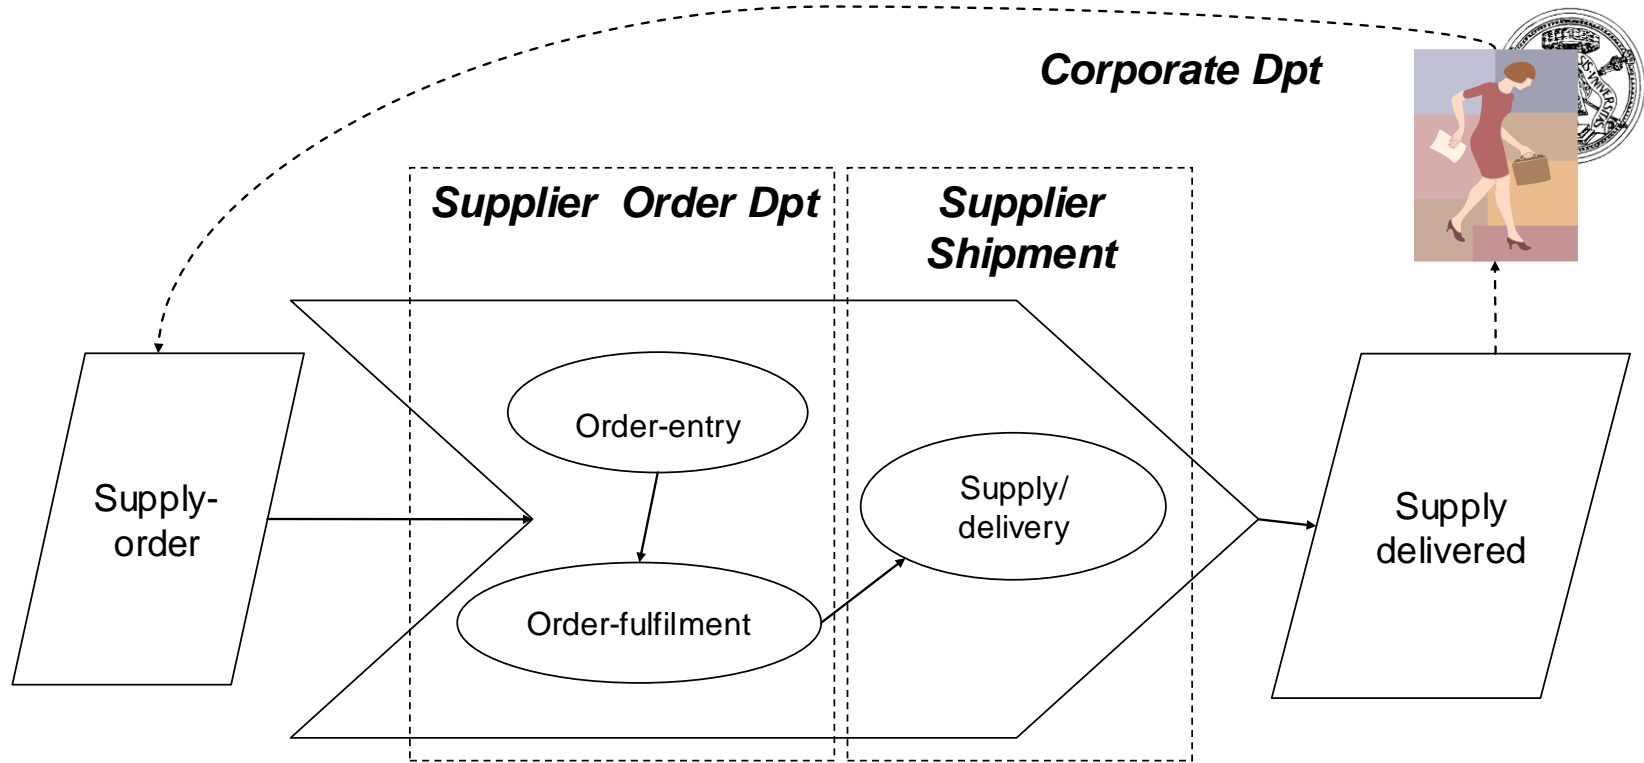 Corporate Dpt
Supplier Order Dpt
Supplier
Shipment
Order-entry
Supply/
delivery
Supply-
order
Supply
delivered
Order-fulfilment